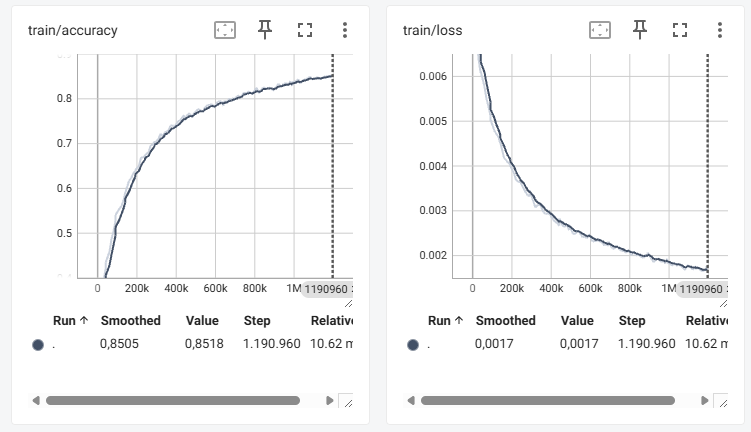 train/accuracy
0.8
0.7
0.6
0.5
0 200k 400k 600k 800k 1M 1190960
Run ↑ Smoothed Value Step Relative
. 0,8505 0,8518 1.190.960 10.62 m
train/loss
0.006
0.005
0.004
0.003
0.002
0 200k 400k 600k 800k 1M 1190960
Run ↑ Smoothed Value Step Relative
. 0,0017 0,0017 1.190.960 10.62 m